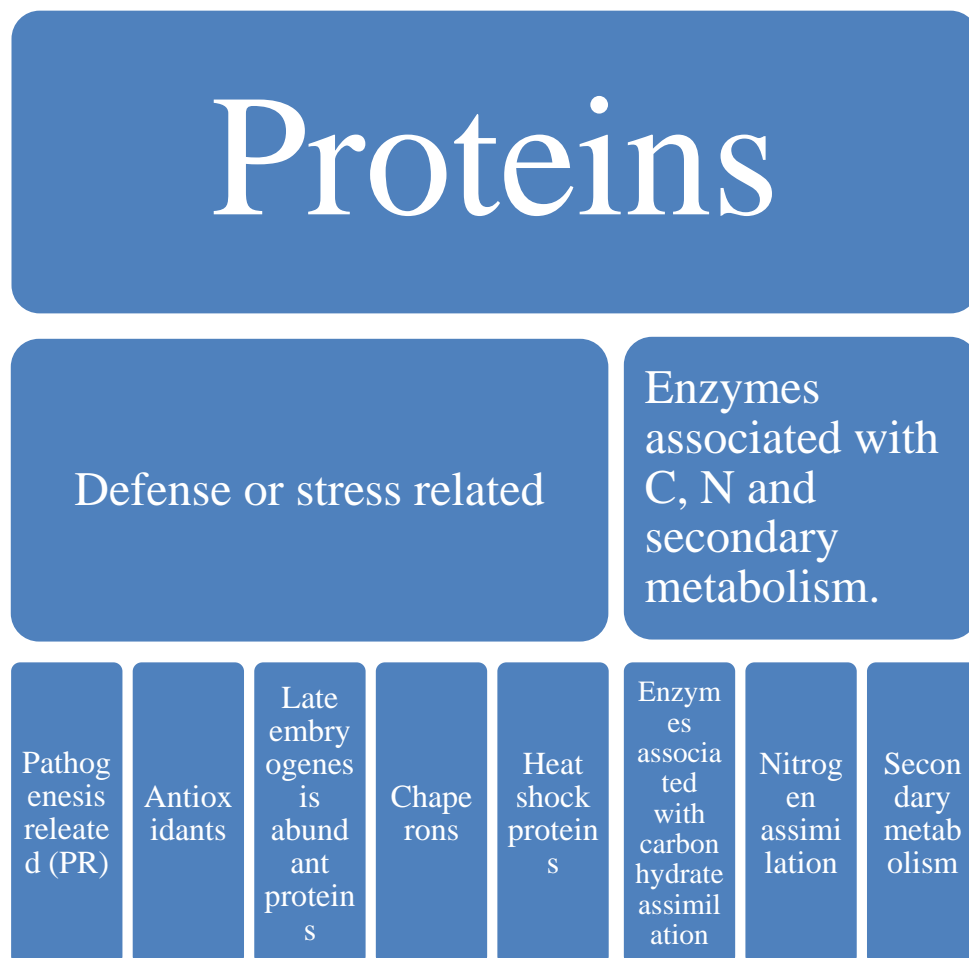 Proteins
Defense or stress related
Enzymes
associated with
C, N and
secondary
metabolism.
Pathog
enesis
releate
d (PR)
Antiox
idants
Late
embry
ogenes
is
abund
ant
protein
s
Chape
rons
Heat
shock
protein
s
Enzym
es
associa
ted
with
carbon
hydrate
assimil
ation
Nitrog
en
assimi
lation
Secon
dary
metab
olism